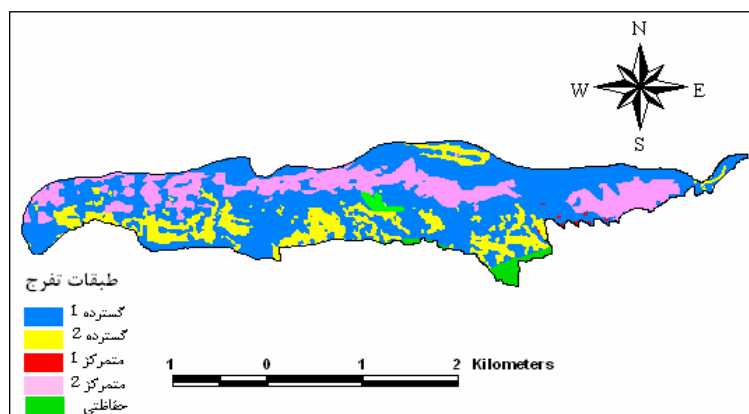 N
W E
S
طبقات تفرج
گسترده 1
گسترده 2
متمرکز 1
متمرکز 2
حفاظتی
1 0 1 2 Kilometers